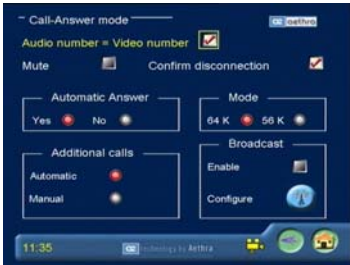 Call-Answer mode
aethra
Audio number = Video number
Mute
Confirm disconnection
Automatic Answer
Yes
No
Mode
64 K
56 K
Additional calls
Automatic
Manual
Broadcast
Enable
Configure
11:35
technology by Aethra